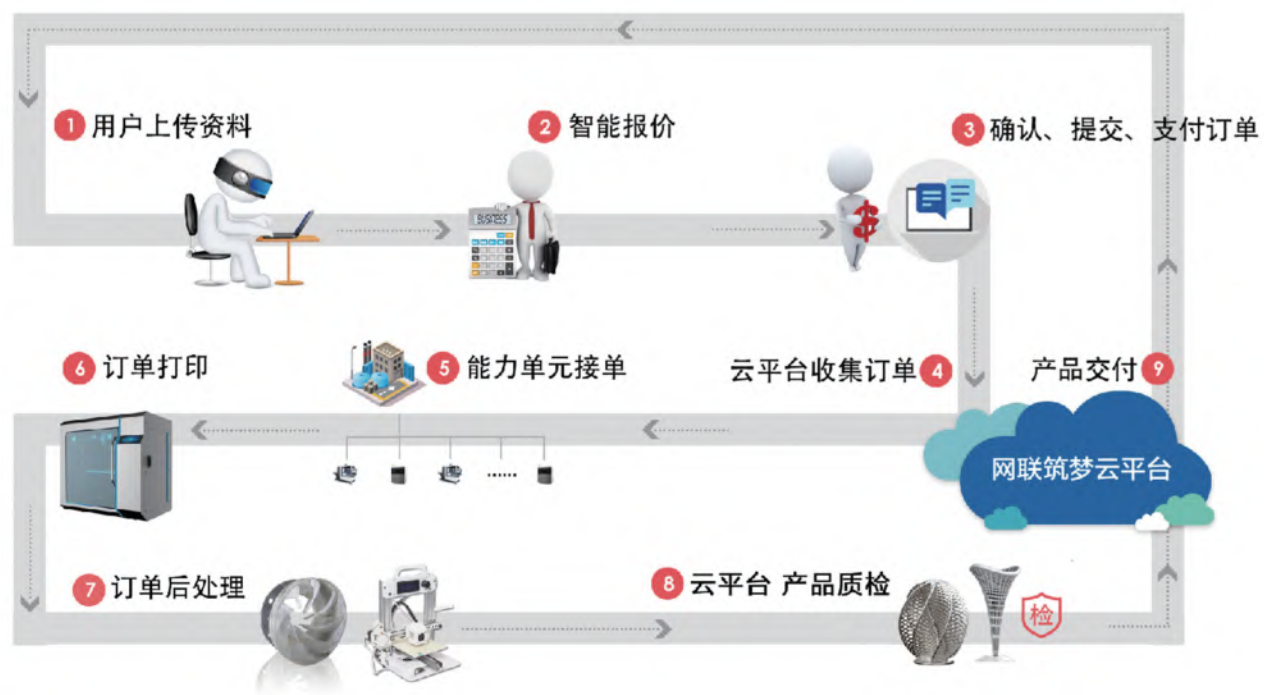 1 用户上传资料
2 智能报价
3 确认、提交、支付订单
BUSINESS
6 订单打印
5 能力单元接单
云平台收集订单 4
产品交付 9
网联筑梦云平台
······
7 订单后处理
8 云平台 产品质检
检